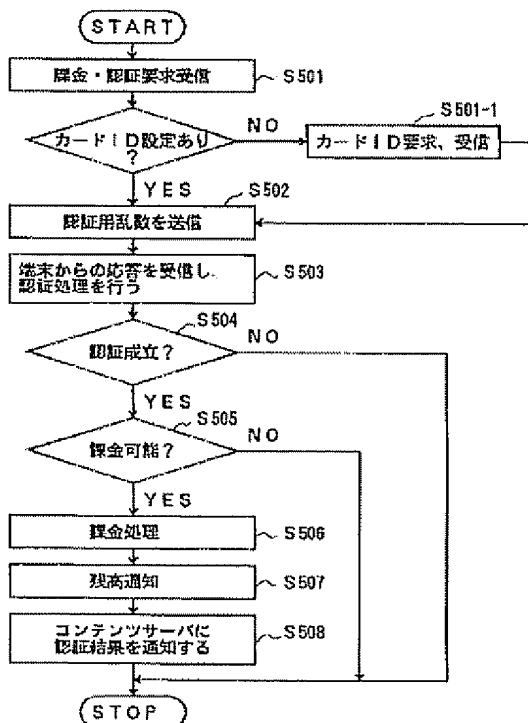 START
課金・認証要求受信
S501
カードID設定あり
?
NO
S501-1
カードID要求、受信
YES
S502
認証用乱数を送信
端末からの応答を受信し、
認証処理を行う
S503
S504
認証成立?
NO
YES
S505
課金可能?
NO
YES
課金処理
S506
残高通知
S507
コンテンツサーバに
認証結果を通知する
S508
STOP